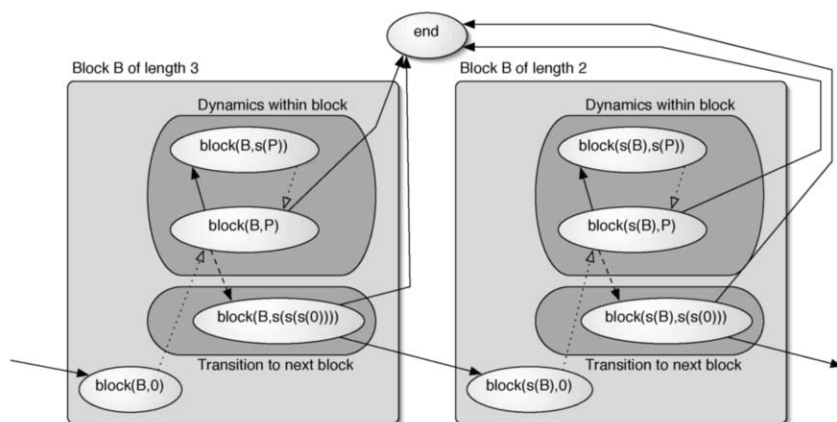 end
Block B of length 3
Block B of length 2
Dynamics within block
block(B,s(P))
block(B,P)
block(B,s(s(s(0))))
Transition to next block
block(B,0)
Dynamics within block
block(s(B),s(P))
block(s(B),P)
block(s(B),s(s(0)))
Transition to next block
block(s(B),0)